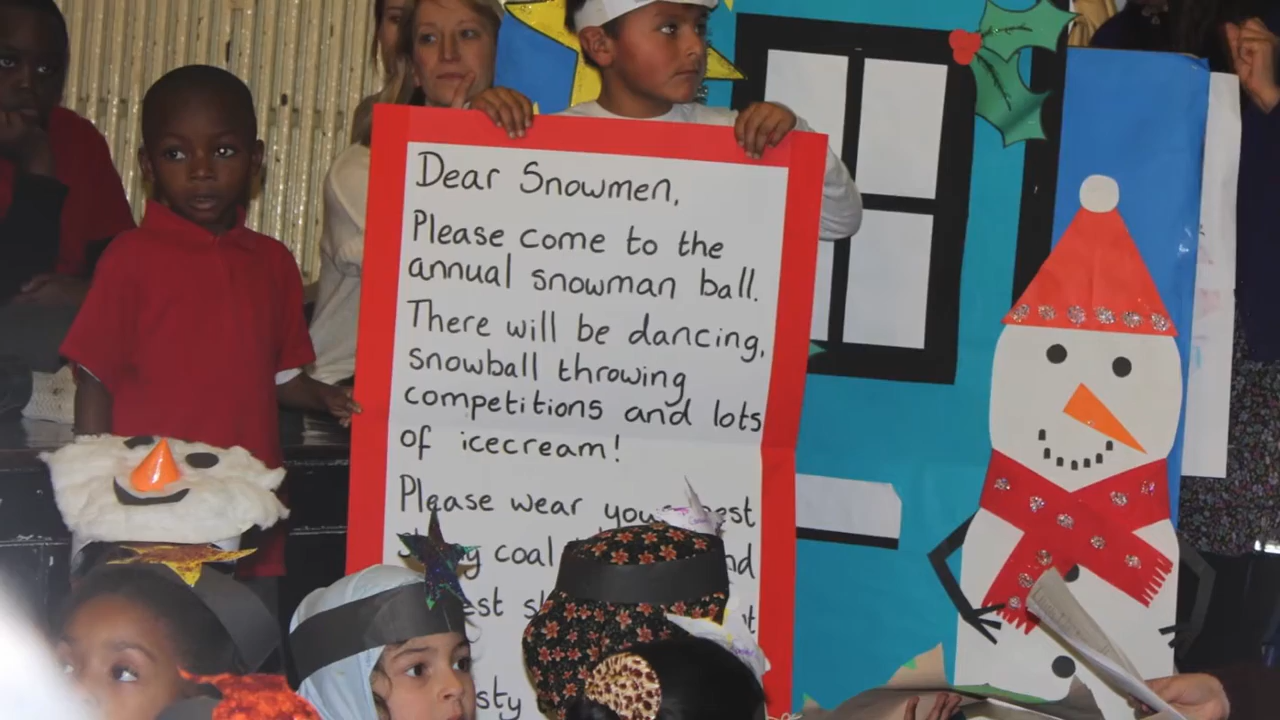 Dear Snowmen,
Please come to the
annual snowman ball.
There will be dancing,
snowball throwing
competitions and lots
of icecream!
Please wear
coal